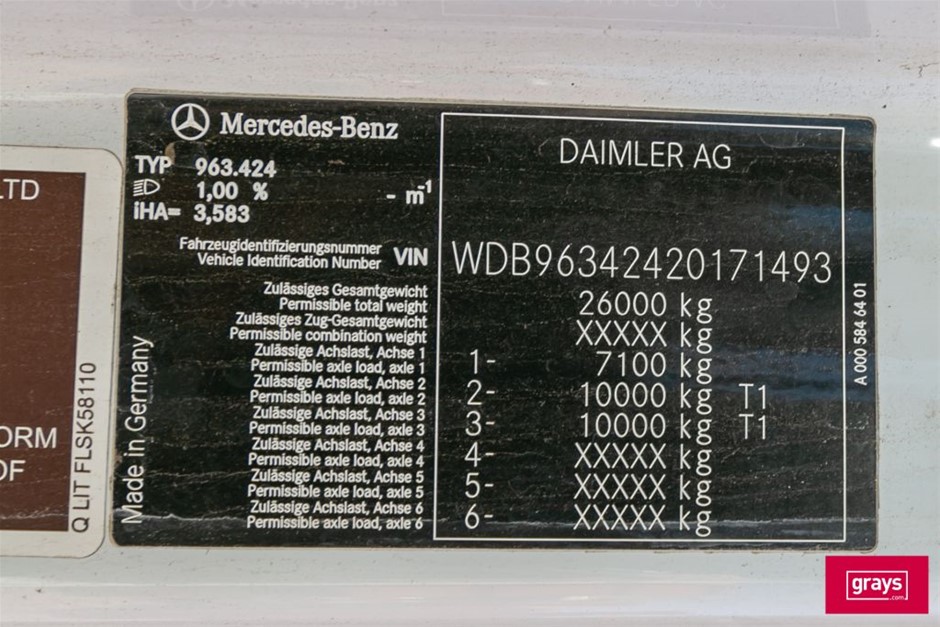 Mercedes-Benz
TYP 963.424
1,00 % - m⁻¹
iHA= 3,583
DAIMLER AG
Fahrzeugidentifizierungsnummer
Vehicle Identification Number VIN WDB96342420171493
Zulässiges Gesamtgewicht
Permissible total weight 26000 kg
Zulässiges Zug-Gesamtgewicht
Permissible combination weight XXXXX kg
Zulässige Achslast, Achse 1
Permissible axle load, axle 1 1- 7100 kg
Zulässige Achslast, Achse 2
Permissible axle load, axle 2 2- 10000 kg T1
Zulässige Achslast, Achse 3
Permissible axle load, axle 3 3- 10000 kg T1
Zulässige Achslast, Achse 4
Permissible axle load, axle 4 4- XXXXX kg
Zulässige Achslast, Achse 5
Permissible axle load, axle 5 5- XXXXX kg
Zulässige Achslast, Achse 6
Permissible axle load, axle 6 6- XXXXX kg
Made in Germany
A 000 584 64 01
LTD
ORM
OF
Q LIT FLSK58110
grays
.com